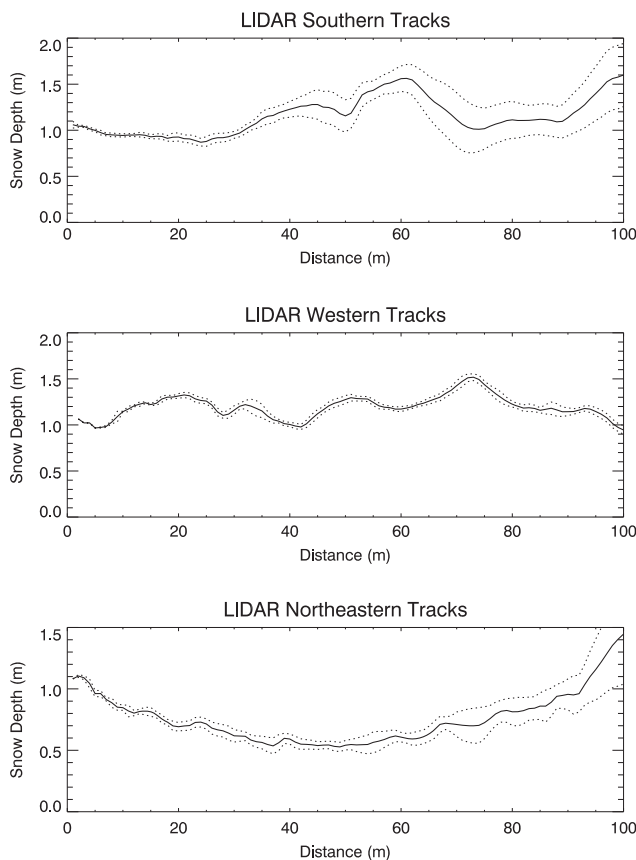 LIDAR Southern Tracks
2.0
1.5
1.0
0.5
0.0
Snow Depth (m)
0 20 40 60 80 100
Distance (m)
LIDAR Western Tracks
2.0
1.5
1.0
0.5
0.0
Snow Depth (m)
0 20 40 60 80 100
Distance (m)
LIDAR Northeastern Tracks
1.5
1.0
0.5
0.0
Snow Depth (m)
0 20 40 60 80 100
Distance (m)